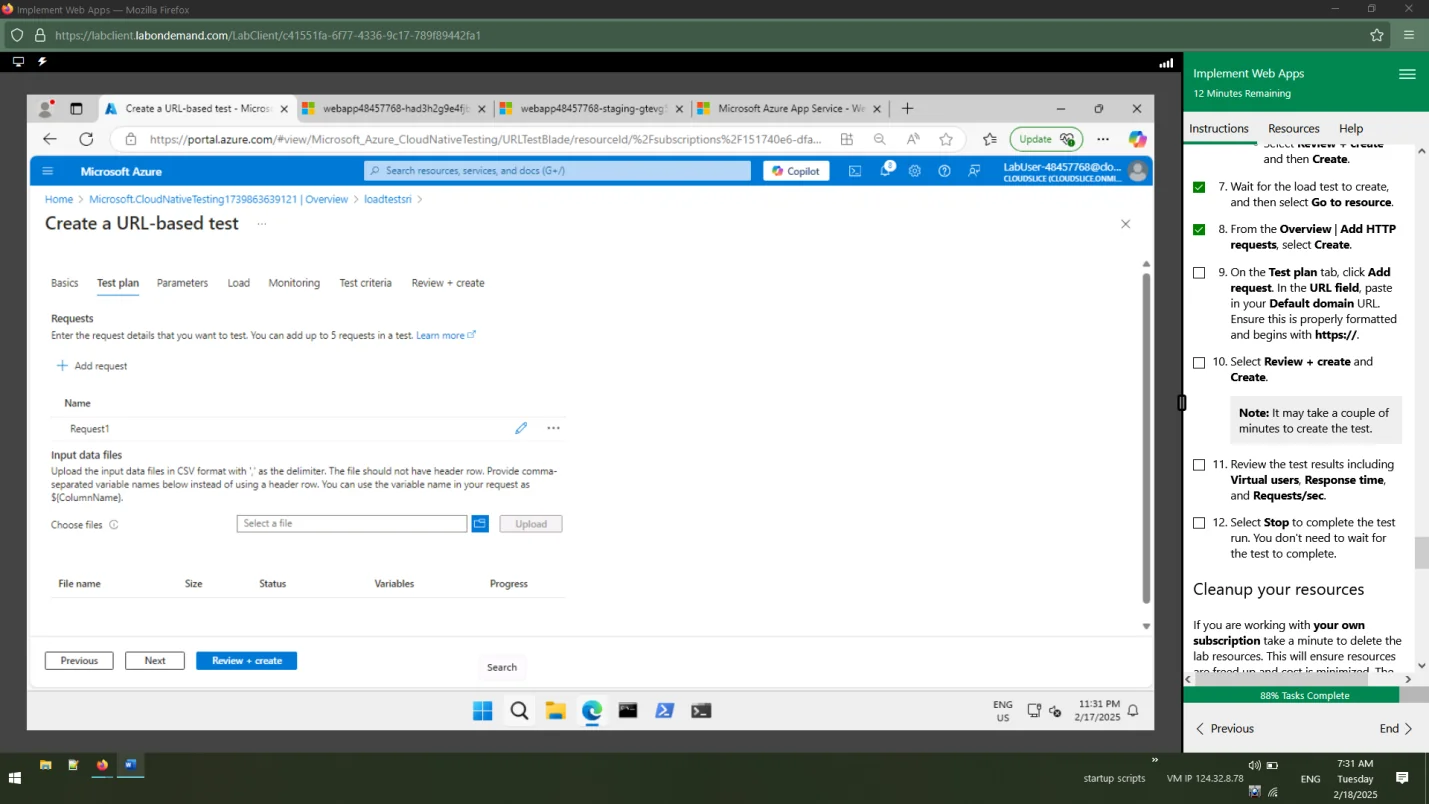 Implement Web Apps — Mozilla Firefox
https://labclient.labondemand.com/LabClient/c41551fa-6f77-4336-9c17-789f89442fa1
Create a URL-based test - Micros
webapp48457768-had3h2g9e4fjb
webapp48457768-staging-gtevg5
Microsoft Azure App Service - We
https://portal.azure.com/#view/Microsoft_Azure_CloudNativeTesting/URLTestBlade/resourceId/%2Fsubscriptions%2F151740e6-dfa...
Update
Microsoft Azure
Search resources, services, and docs (G+/)
Copilot
2
LabUser-48457768@clo...
CLOUDSLICE (CLOUDSLICE.ONMI...
Home > Microsoft.CloudNativeTesting1739863639121 | Overview > loadtestsri >
Create a URL-based test ...
Basics Test plan Parameters Load Monitoring Test criteria Review + create
Requests
Enter the request details that you want to test. You can add up to 5 requests in a test. Learn more
Add request
Name
Request1
Input data files
Upload the input data files in CSV format with ',' as the delimiter. The file should not have header row. Provide comma-
separated variable names below instead of using a header row. You can use the variable name in your request as
${ColumnName}.
Choose files
Select a file
Upload
File name Size Status Variables Progress
Previous
Next
Review + create
Search
ENG
US
11:31 PM
2/17/2025
Implement Web Apps
12 Minutes Remaining
Instructions Resources Help
Select Review + create
and then Create.
7. Wait for the load test to create,
and then select Go to resource.
8. From the Overview | Add HTTP
requests, select Create.
9. On the Test plan tab, click Add
request. In the URL field, paste
in your Default domain URL.
Ensure this is properly formatted
and begins with https://.
10. Select Review + create and
Create.
Note: It may take a couple of
minutes to create the test.
11. Review the test results including
Virtual users, Response time,
and Requests/sec.
12. Select Stop to complete the test
run. You don't need to wait for
the test to complete.
Cleanup your resources
If you are working with your own
subscription take a minute to delete the
lab resources. This will ensure resources
are freed up and cost is minimized. The
88% Tasks Complete
Previous
End
startup scripts
VM IP 124.32.8.78
ENG
7:31 AM
Tuesday
2/18/2025